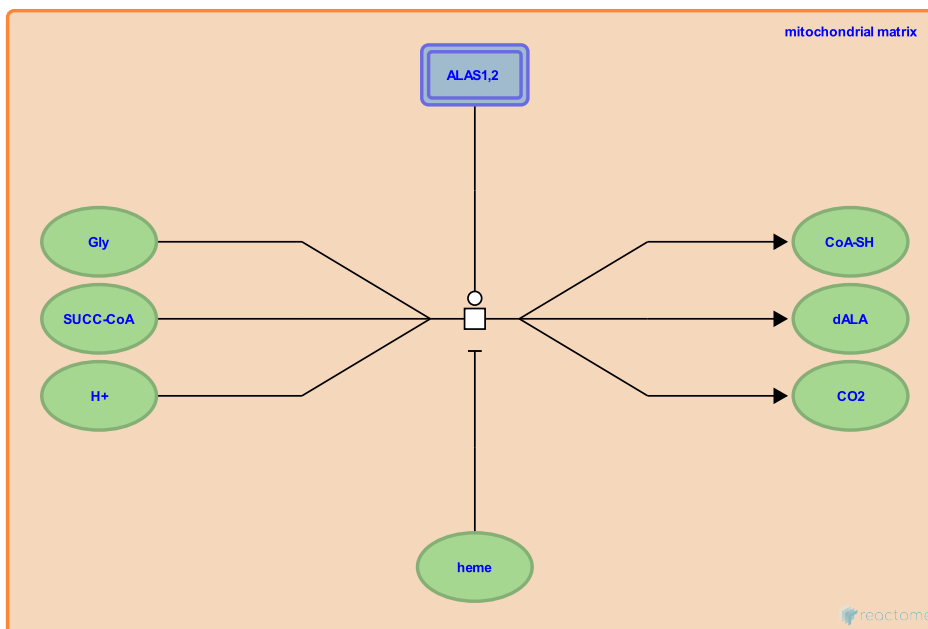 mitochondrial matrix
ALAS1,2
Gly
CoA-SH
SUCC-CoA
dALA
H+
CO2
heme
reactome